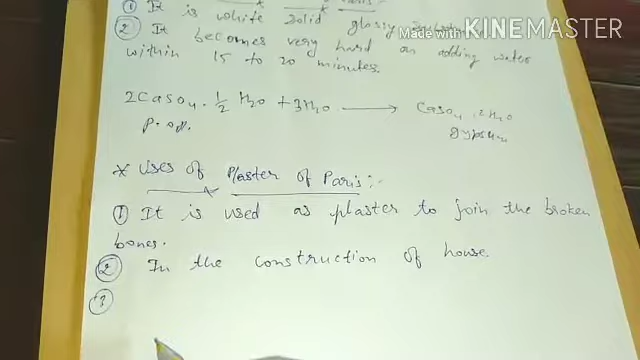 ① It is white solid glassy
Made with KINEMASTER
② It becomes very hard on adding water
within 15 to 20 minutes.
2CaSO4 · 1/2 H2O + 3H2O → CaSO4 · 2H2O
P. O. P. Gypsum
* Uses of Plaster of Paris :-
① It is used as plaster to join the broken
bones.
② In the construction of house.
③